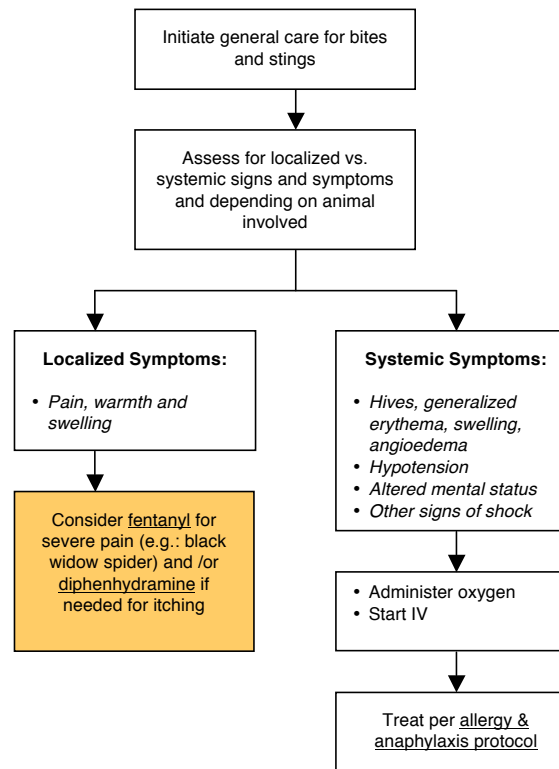 Initiate general care for bites
and stings
Assess for localized vs.
systemic signs and symptoms
and depending on animal
involved
Localized Symptoms:
• Pain, warmth and
swelling
Consider fentanyl for
severe pain (e.g.: black
widow spider) and /or
diphenhydramine if
needed for itching
Systemic Symptoms:
• Hives, generalized
erythema, swelling,
angioedema
• Hypotension
• Altered mental status
• Other signs of shock
• Administer oxygen
• Start IV
Treat per allergy &
anaphylaxis protocol